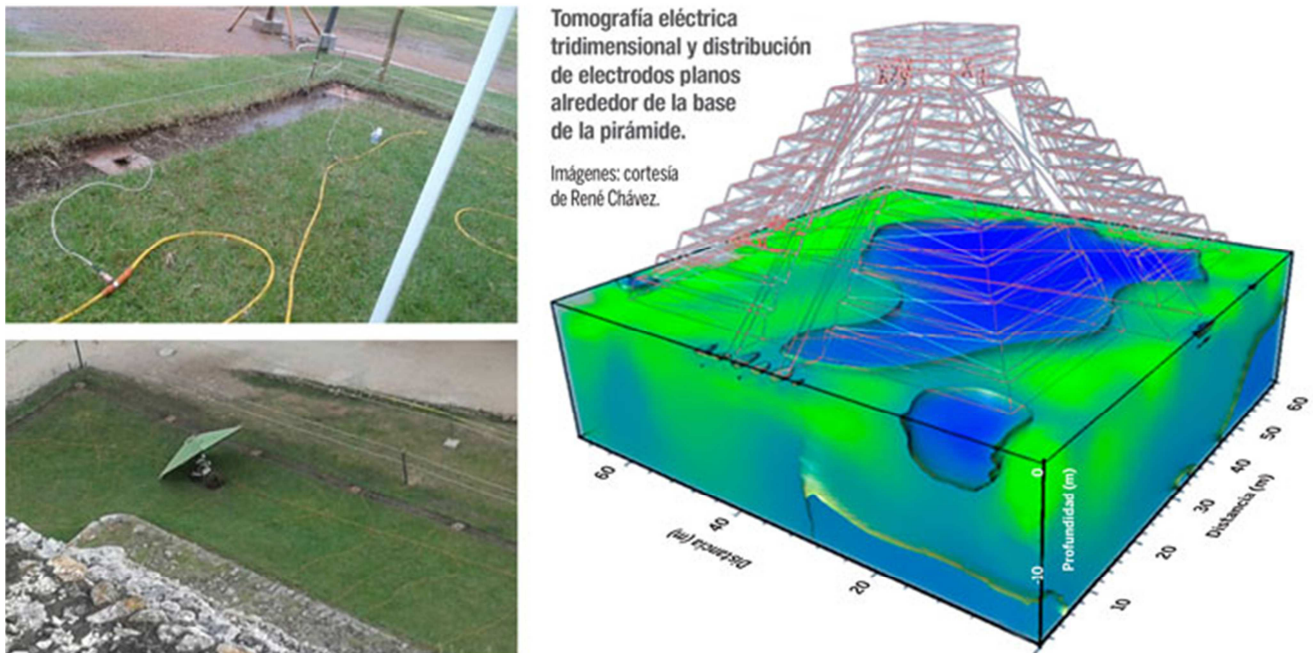 Tomografía eléctrica
tridimensional y distribución
de electrodos planos
alrededor de la base
de la pirámide.
Imágenes: cortesía
de René Chávez.
0
Profundidad (m)
-10
60
40
Distancia (m)
20
10
20
30
Distancia (m)
40
50
60